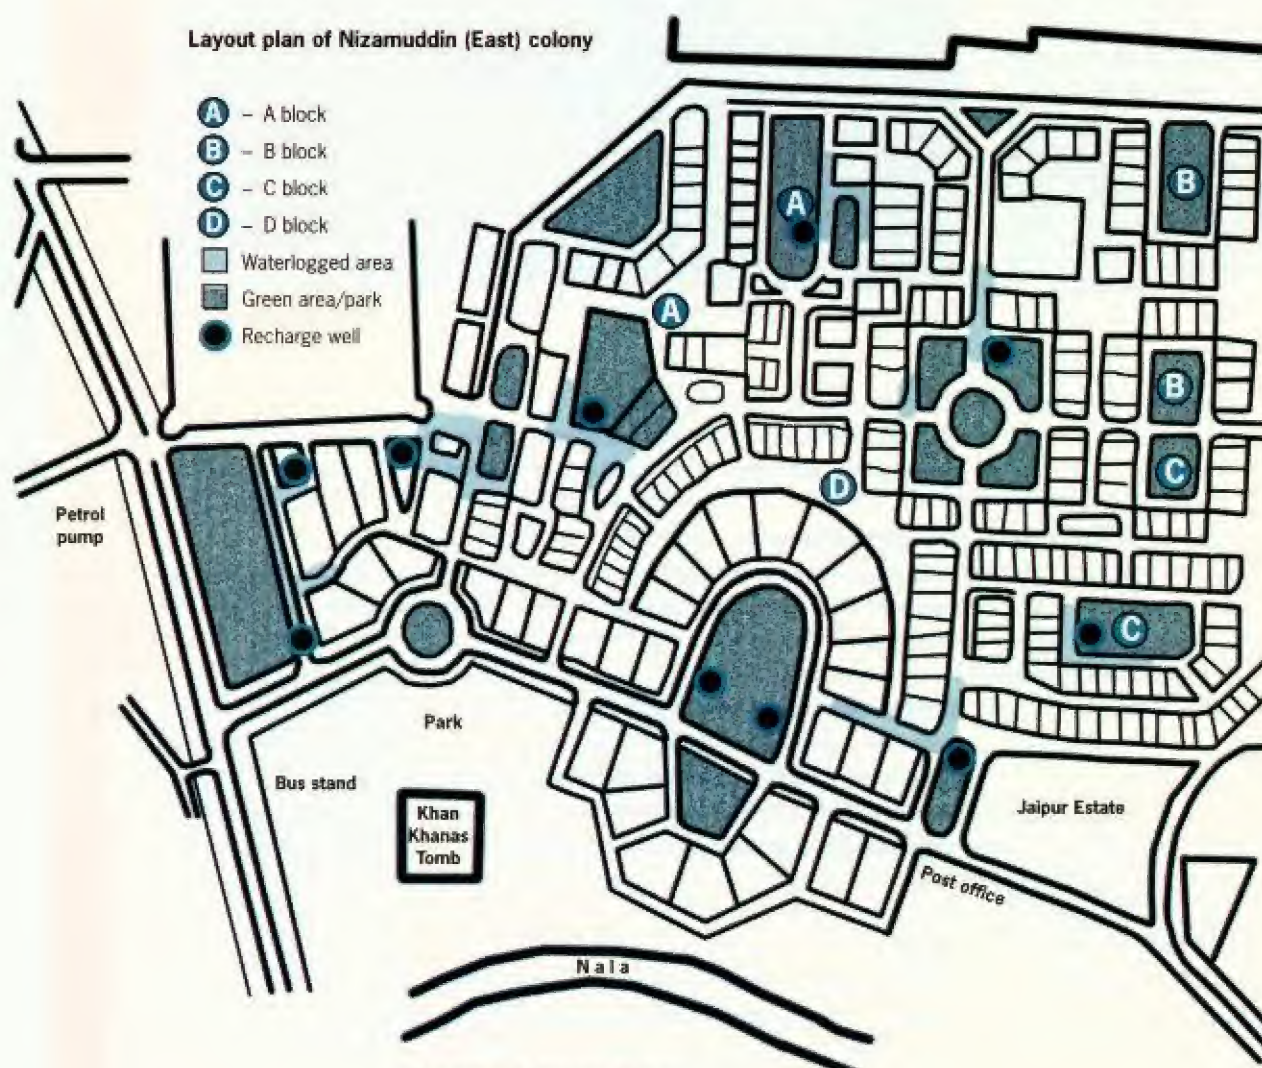 Layout plan of Nizamuddin (East) colony
A – A block
B – B block
C – C block
D – D block
Waterlogged area
Green area/park
Recharge well
A
B
A
B
C
D
C
Petrol
pump
Park
Bus stand
Khan
Khanas
Tomb
Jaipur Estate
Post office
Nala